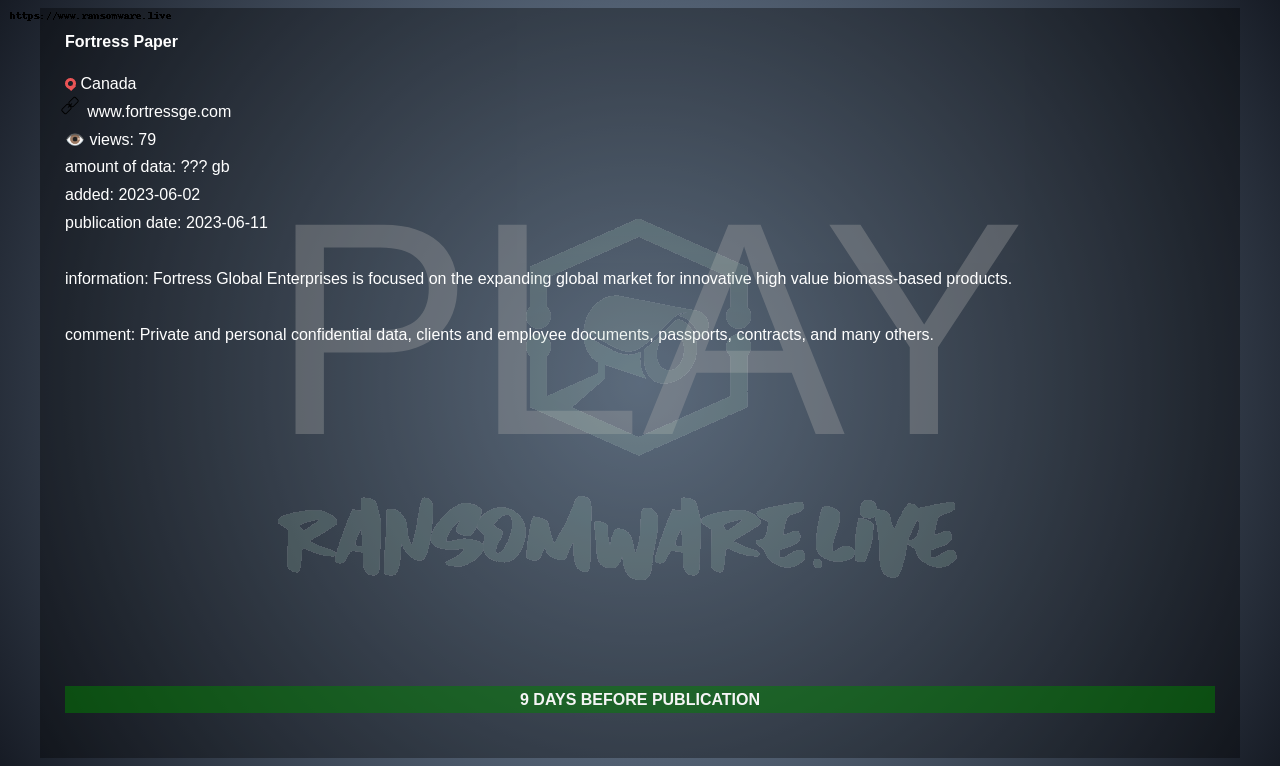 https://www.ransomware.live
Fortress Paper
Canada
www.fortressge.com
views: 79
amount of data: ??? gb
added: 2023-06-02
publication date: 2023-06-11
PLAY
information: Fortress Global Enterprises is focused on the expanding global market for innovative high value biomass-based products.
comment: Private and personal confidential data, clients and employee documents, passports, contracts, and many others.
RANSOMWARE.LIVE
9 DAYS BEFORE PUBLICATION